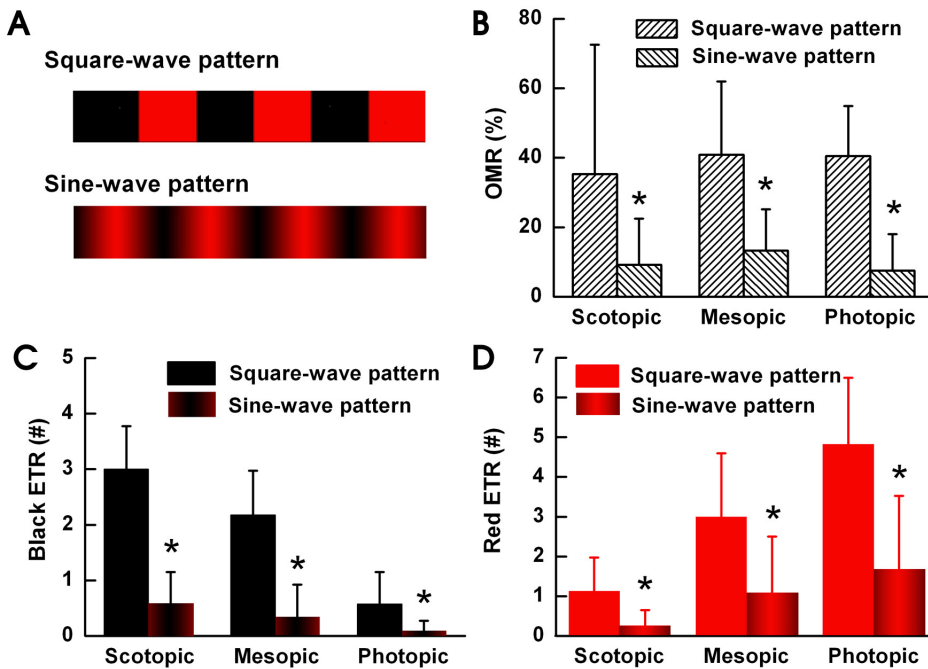 A
Square-wave pattern
Sine-wave pattern
B
OMR (%)
80
60
40
20
0
Square-wave pattern
Sine-wave pattern
*
*
*
Scotopic Mesopic Photopic
C
Black ETR (#)
5
4
3
2
1
0
Square-wave pattern
Sine-wave pattern
*
*
*
Scotopic Mesopic Photopic
D
Red ETR (#)
7
6
5
4
3
2
1
0
Square-wave pattern
Sine-wave pattern
*
*
*
Scotopic Mesopic Photopic